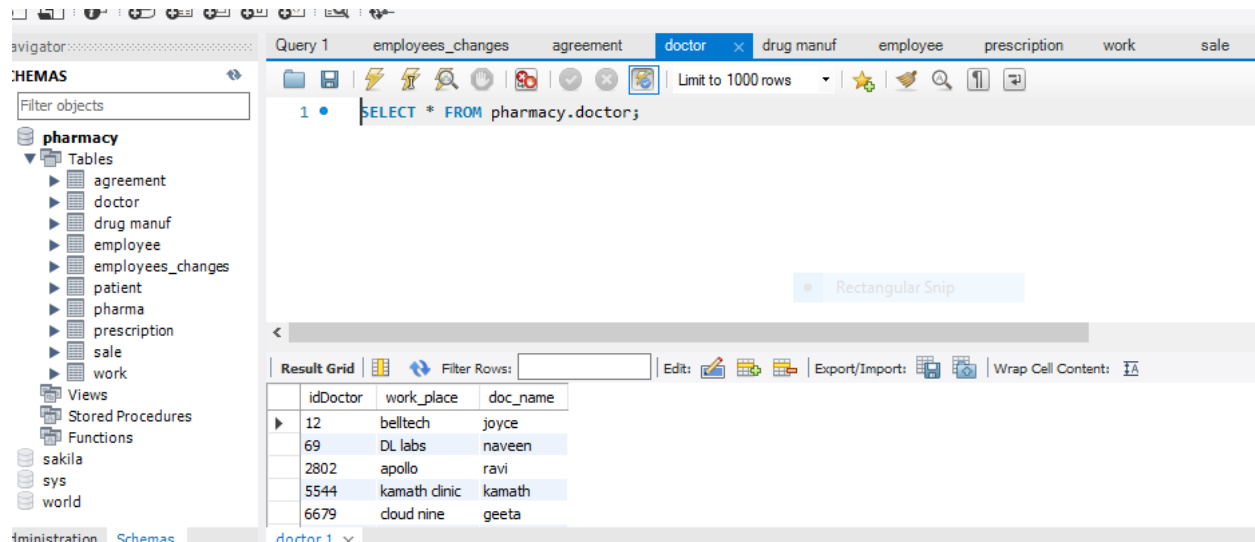 avigator
Query 1 employees_changes agreement doctor drug manuf employee prescription work sale
CHEMAS
Limit to 1000 rows
Filter objects
1 SELECT * FROM pharmacy.doctor;
pharmacy
Tables
agreement
doctor
drug manuf
employee
employees_changes
patient
pharma
prescription
sale
work
Views
Stored Procedures
Functions
sakila
sys
world
dministration Schemas
Rectangular Snip
Result Grid Filter Rows: Edit: Export/Import: Wrap Cell Content: IA
idDoctor work_place doc_name
12 belltech joyce
69 DL labs naveen
2802 apollo ravi
5544 kamath clinic kamath
6679 cloud nine geeta
doctor 1